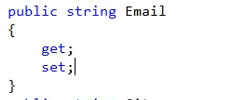 public string Email
{
get;
set;
}